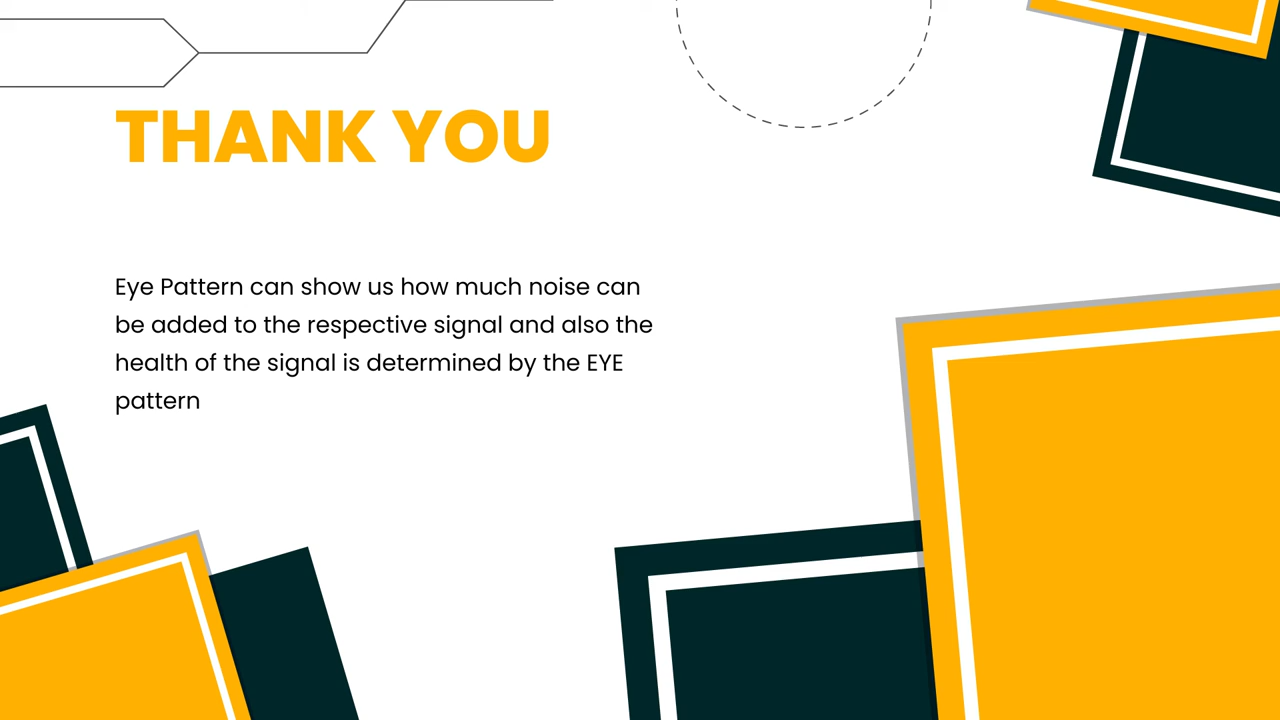 THANK YOU
Eye Pattern can show us how much noise can
be added to the respective signal and also the
health of the signal is determined by the EYE
pattern